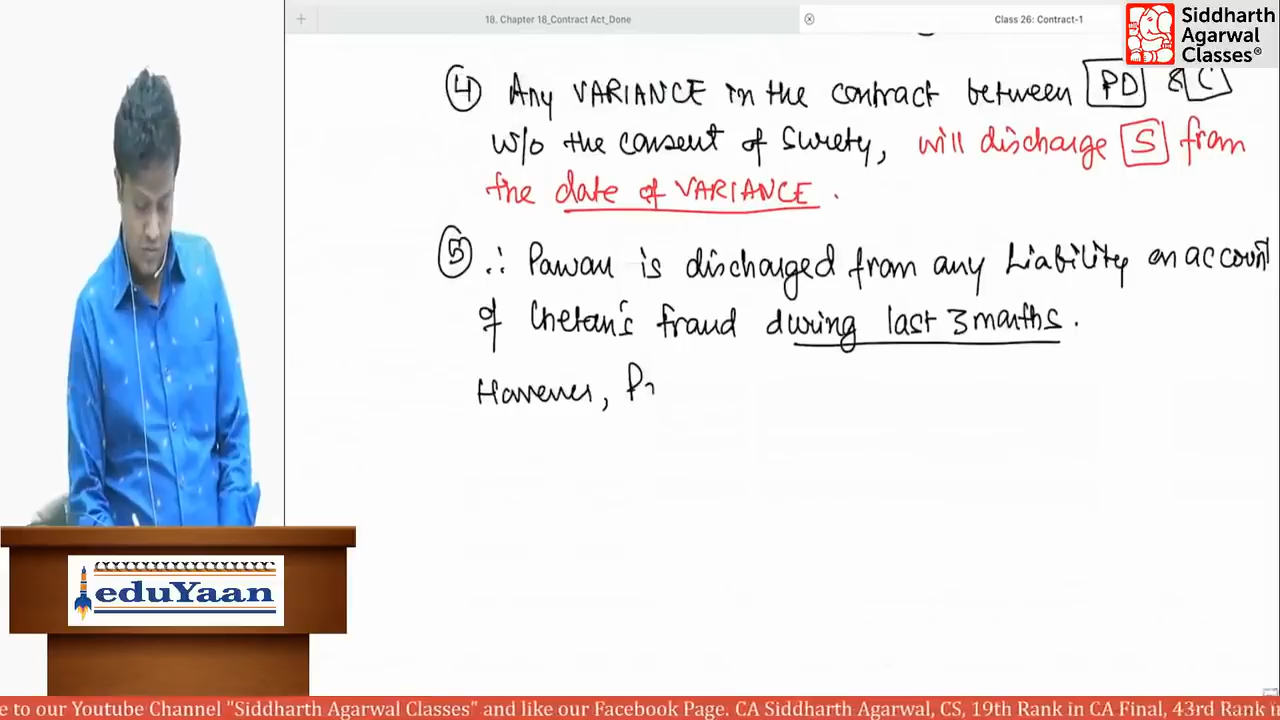 18. Chapter 18_Contract Act_Done
Class 26: Contract-1
Siddharth
Agarwal
Classes®
4 Any VARIANCE in the contract between PD & C
w/o the consent of surety, will discharge S from
the date of VARIANCE.
5 ∴ Pawan is discharged from any Liability on account
of Chetan's fraud during last 3 months.
However, P
eduYaan
e to our Youtube Channel "Siddharth Agarwal Classes" and like our Facebook Page. CA Siddharth Agarwal, CS, 19th Rank in CA Final, 43rd Rank in